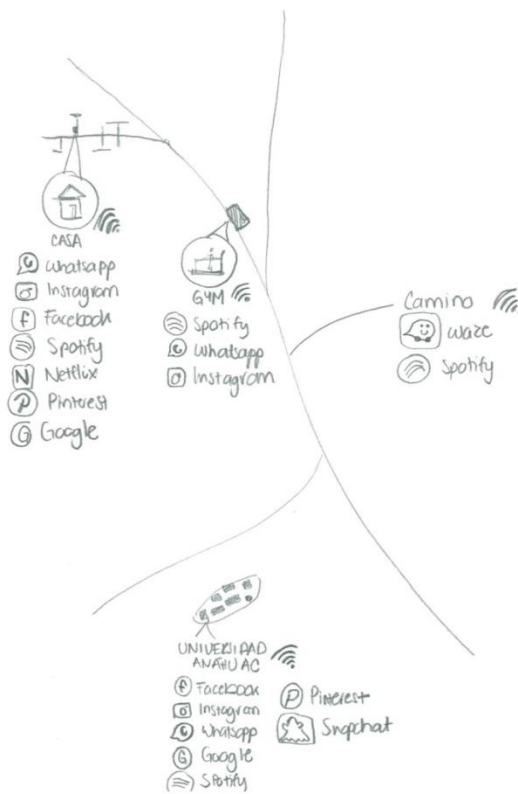 CASA
Whatsapp
Instagram
Facebook
Spotify
Netflix
Pinterest
Google
GYM
Spotify
Whatsapp
Instagram
Camino
Waze
Spotify
UNIVERSIDAD
ANÁHUAC
Facebook
Instagram
Whatsapp
Google
Spotify
Pinterest
Snapchat